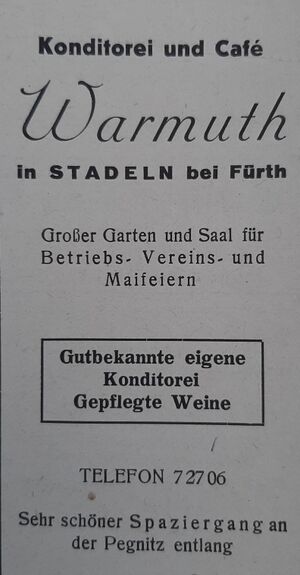 Konditorei und Café
Warmuth
in STADELN bei Fürth
Großer Garten und Saal für
Betriebs- Vereins- und
Maifeiern
Gutbekannte eigene
Konditorei
Gepflegte Weine
TELEFON 72706
Sehr schöner Spaziergang an
der Pegnitz entlang